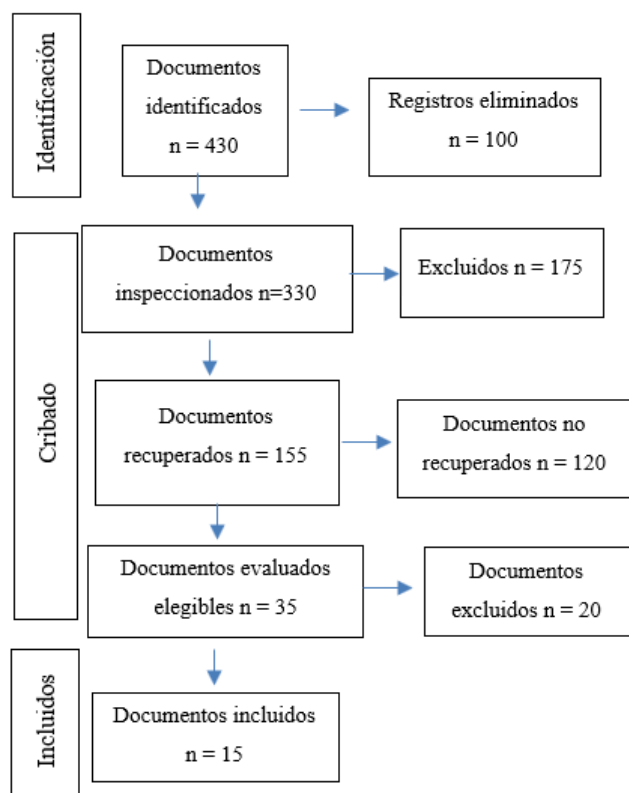 Identificación
Documentos
identificados
n = 430
Registros eliminados
n = 100
Cribado
Documentos
inspeccionados n=330
Excluidos n = 175
Documentos
recuperados n = 155
Documentos no
recuperados n = 120
Documentos evaluados
elegibles n = 35
Documentos
excluidos n = 20
Incluidos
Documentos incluidos
n = 15